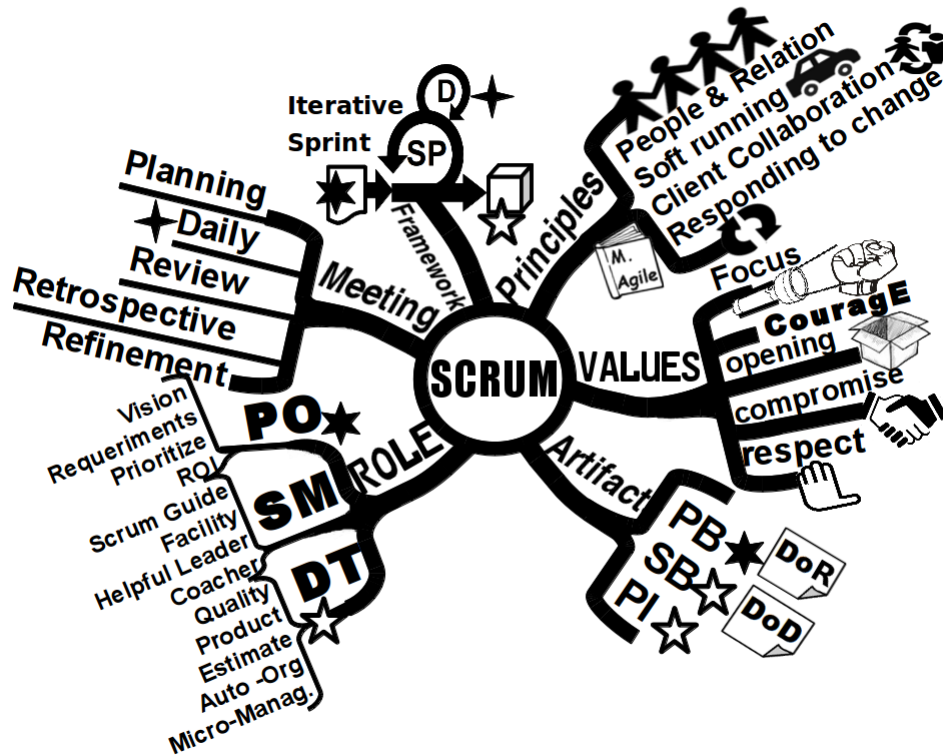 SCRUM
Framework
Iterative
Sprint
D
SP
Principles
People & Relation
Soft running
Client Collaboration
Responding to change
M.
Agile
VALUES
Focus
CouragE
opening
compromise
respect
Artifact
PB
SB
PI
DoR
DoD
ROLE
PO
Vision
Requeriments
Prioritize
ROI
SM
Scrum Guide
Facility
Helpful Leader
Coacher
DT
Quality
Product
Estimate
Auto -Org
Micro-Manag.
Meeting
Planning
Daily
Review
Retrospective
Refinement